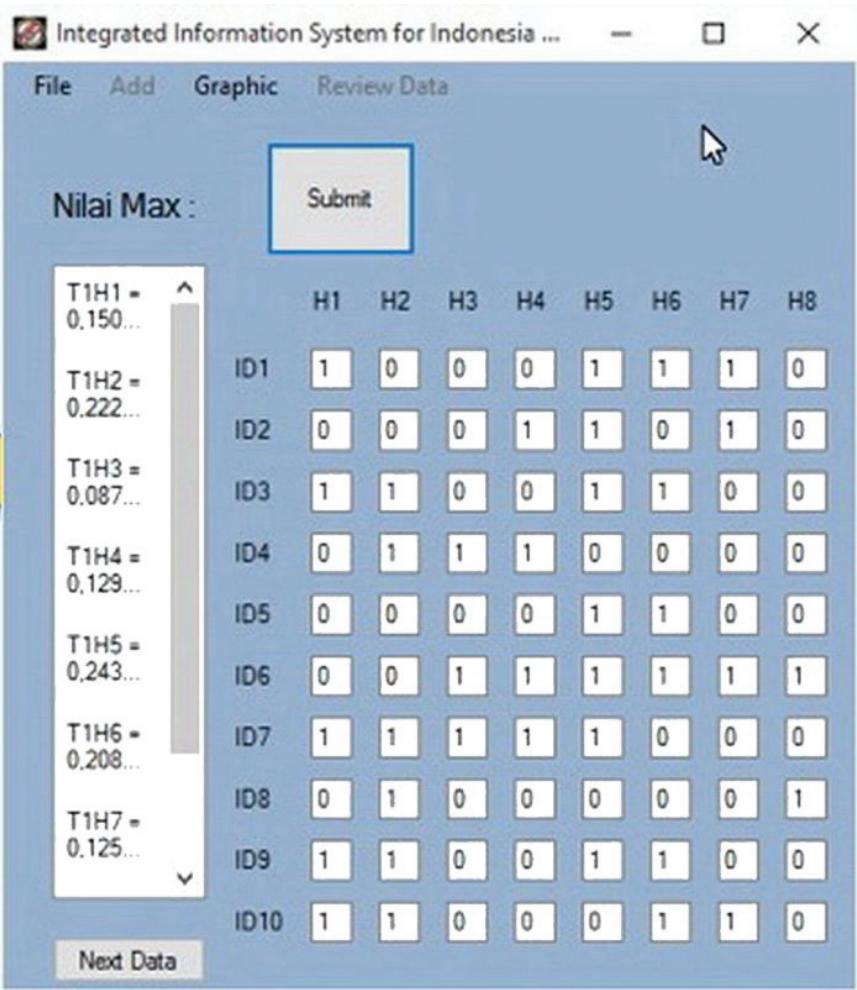 Integrated Information System for Indonesia ...
File Add Graphic Review Data
Nilai Max :
Submit
T1H1 =
0,150...
T1H2 =
0,222...
T1H3 =
0,087...
T1H4 =
0,129...
T1H5 =
0,243...
T1H6 =
0,208...
T1H7 =
0,125...
Next Data
H1 H2 H3 H4 H5 H6 H7 H8
ID1 1 0 0 0 1 1 1 0
ID2 0 0 0 1 1 0 1 0
ID3 1 1 0 0 1 1 0 0
ID4 0 1 1 1 0 0 0 0
ID5 0 0 0 0 1 1 0 0
ID6 0 0 1 1 1 1 1 1
ID7 1 1 1 1 1 0 0 0
ID8 0 1 0 0 0 0 0 1
ID9 1 1 0 0 1 1 0 0
ID10 1 1 0 0 0 1 1 0